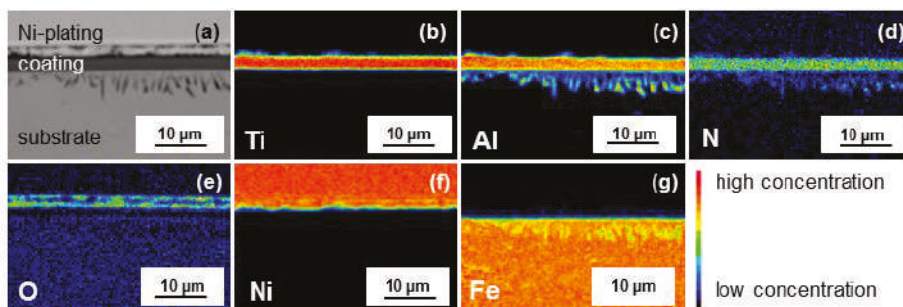 Ni-plating
(a)
coating
substrate
10 µm
(b)
Ti
10 µm
(c)
Al
10 µm
(d)
N
10 µm
(e)
O
10 µm
(f)
Ni
10 µm
(g)
Fe
10 µm
high concentration
low concentration